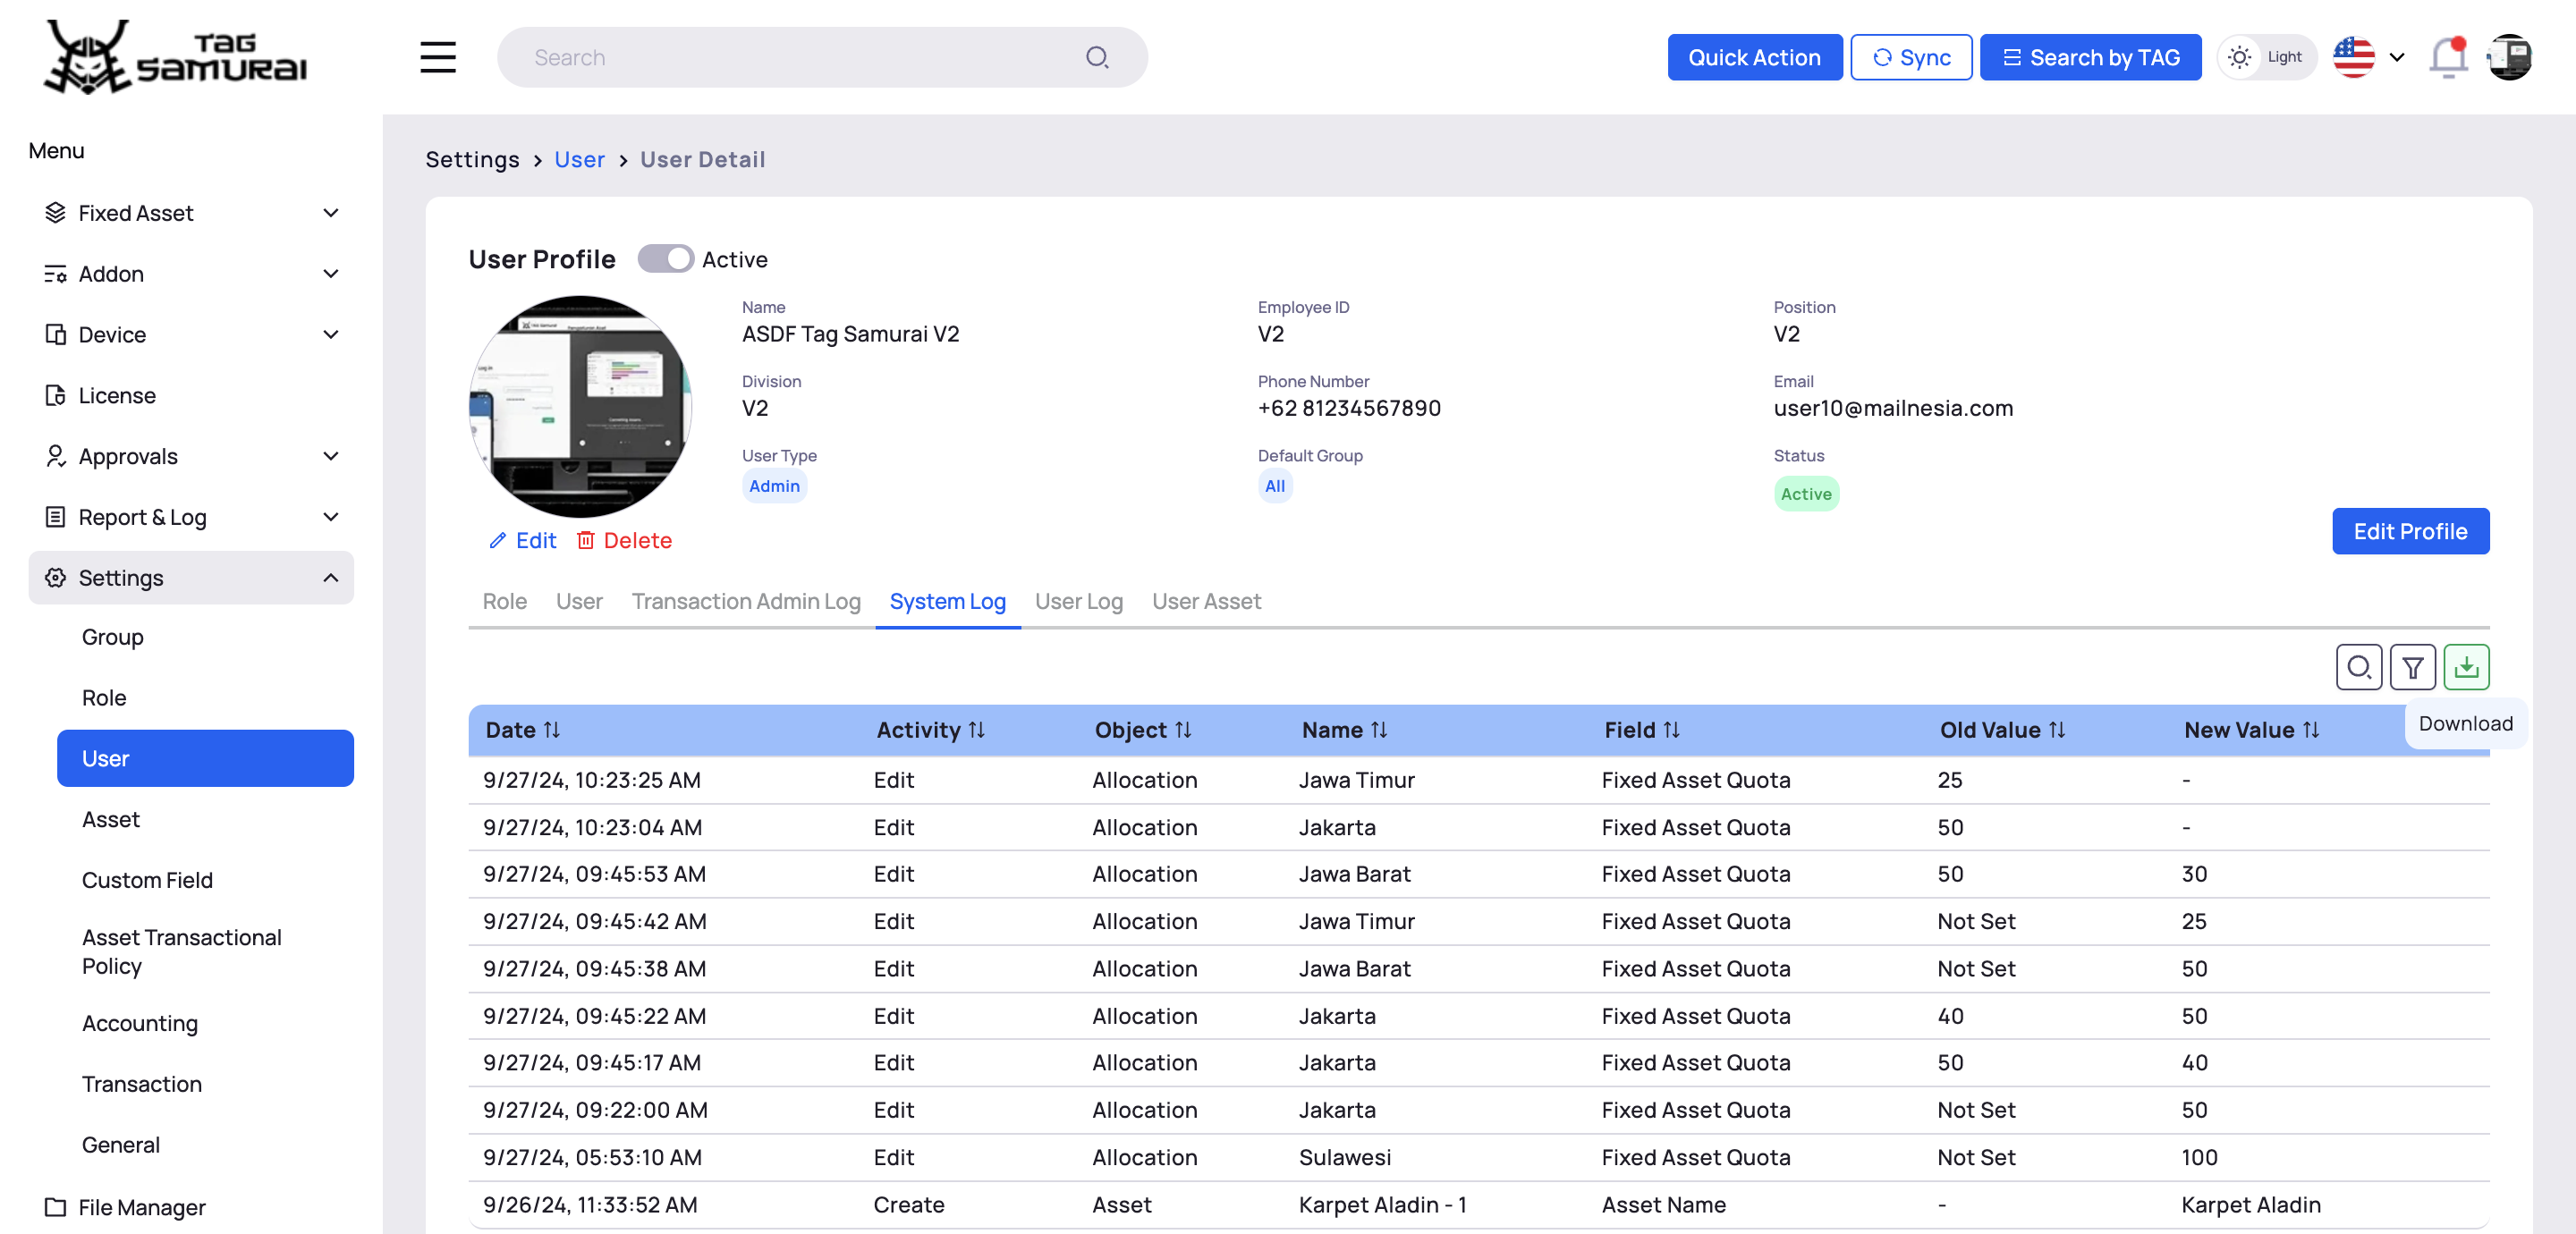 TAG SAMURAI
Search
Quick Action
Sync
Search by TAG
Light
Menu
Fixed Asset
Addon
Device
License
Approvals
Report & Log
Settings
Group
Role
User
Asset
Custom Field
Asset Transactional
Policy
Accounting
Transaction
General
File Manager
Settings > User > User Detail
User Profile Active
Name
ASDF Tag Samurai V2
Employee ID
V2
Position
V2
Division
V2
Phone Number
+62 81234567890
Email
user10@mailnesia.com
User Type
Admin
Default Group
All
Status
Active
Edit Delete
Edit Profile
Role User Transaction Admin Log System Log User Log User Asset
Download
Date Activity Object Name Field Old Value New Value
9/27/24, 10:23:25 AM Edit Allocation Jawa Timur Fixed Asset Quota 25 -
9/27/24, 10:23:04 AM Edit Allocation Jakarta Fixed Asset Quota 50 -
9/27/24, 09:45:53 AM Edit Allocation Jawa Barat Fixed Asset Quota 50 30
9/27/24, 09:45:42 AM Edit Allocation Jawa Timur Fixed Asset Quota Not Set 25
9/27/24, 09:45:38 AM Edit Allocation Jawa Barat Fixed Asset Quota Not Set 50
9/27/24, 09:45:22 AM Edit Allocation Jakarta Fixed Asset Quota 40 50
9/27/24, 09:45:17 AM Edit Allocation Jakarta Fixed Asset Quota 50 40
9/27/24, 09:22:00 AM Edit Allocation Jakarta Fixed Asset Quota Not Set 50
9/27/24, 05:53:10 AM Edit Allocation Sulawesi Fixed Asset Quota Not Set 100
9/26/24, 11:33:52 AM Create Asset Karpet Aladin - 1 Asset Name - Karpet Aladin